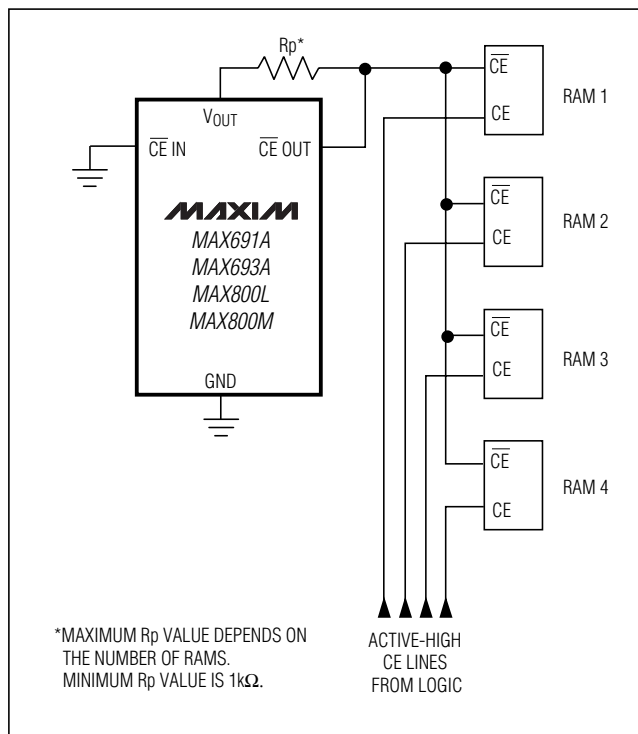 Rp*
VOUT
CE IN
CE OUT
MAXIM
MAX691A
MAX693A
MAX800L
MAX800M
GND
CE
CE
RAM 1
CE
CE
RAM 2
CE
CE
RAM 3
CE
CE
RAM 4
*MAXIMUM Rp VALUE DEPENDS ON
THE NUMBER OF RAMS.
MINIMUM Rp VALUE IS 1kΩ.
ACTIVE-HIGH
CE LINES
FROM LOGIC